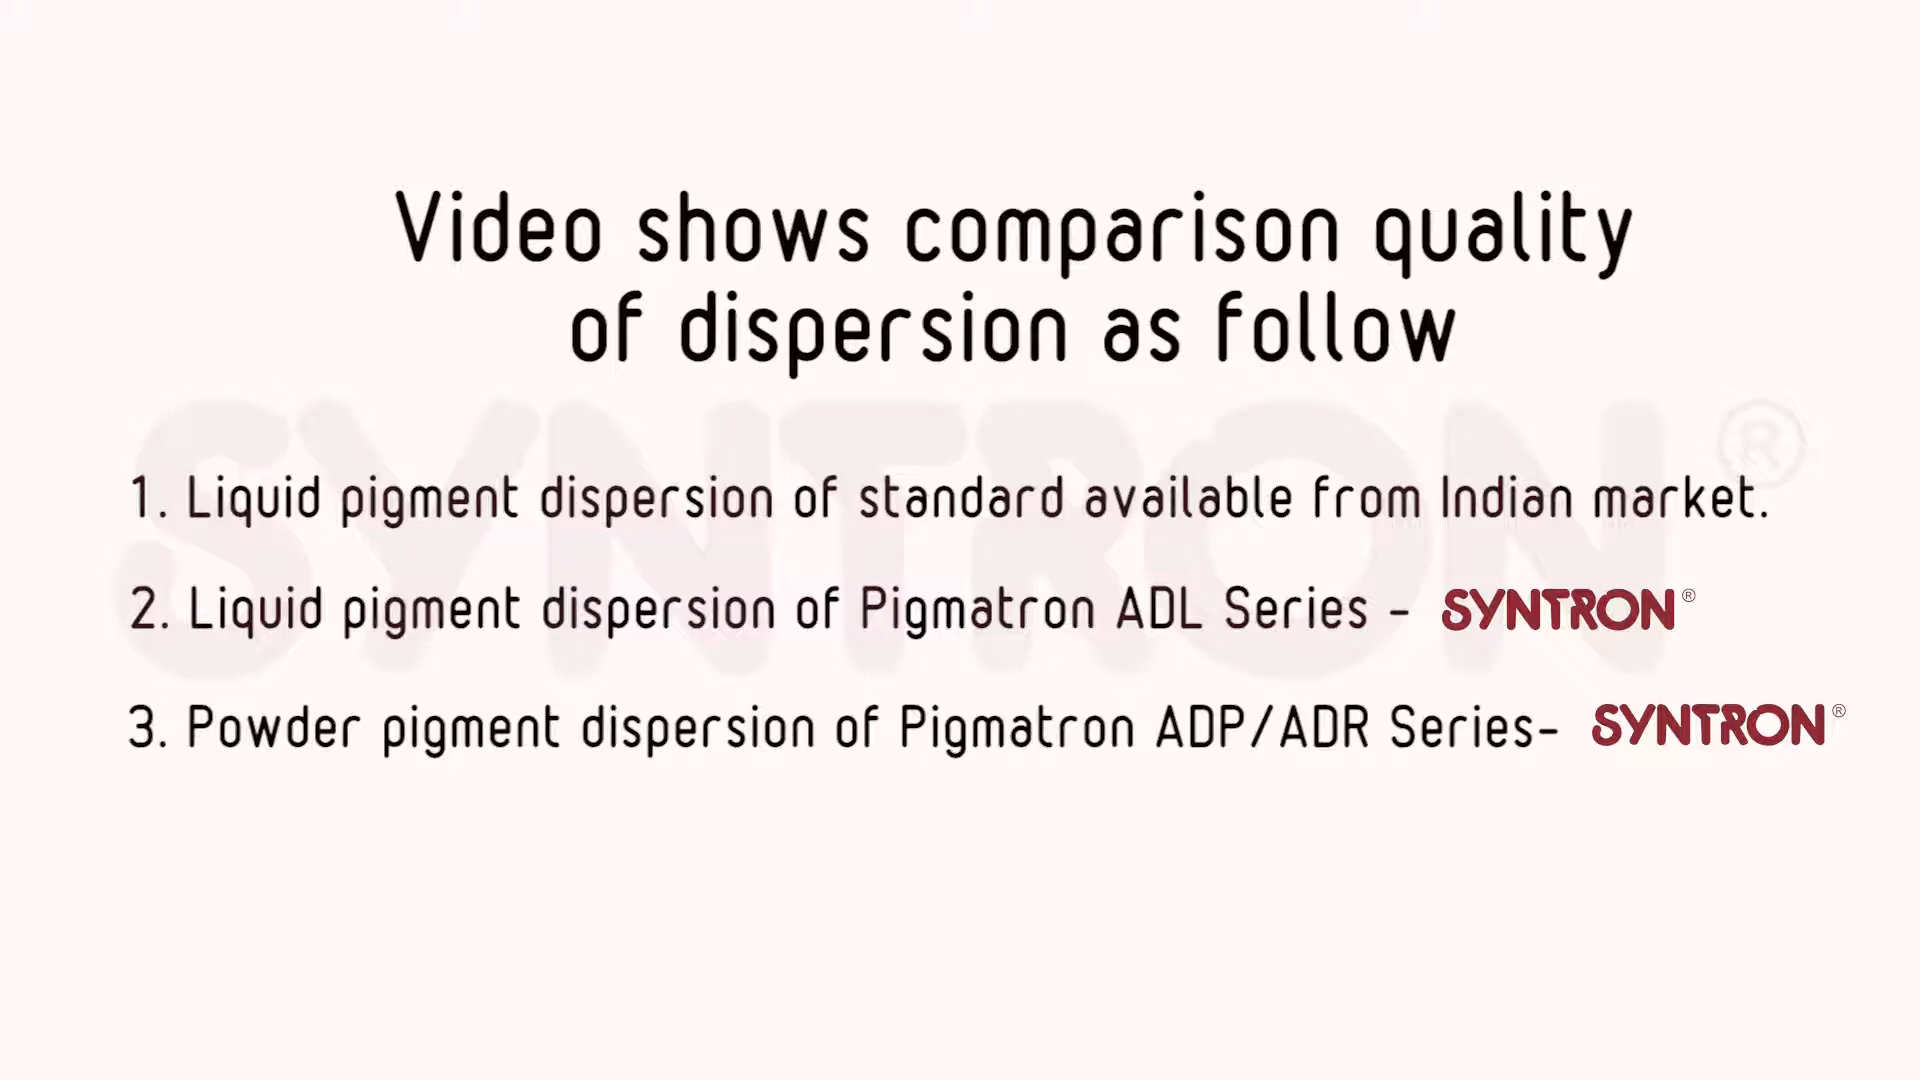 Video shows comparison quality
of dispersion as follow
SYNTRON ®
1. Liquid pigment dispersion of standard available from Indian market.
2. Liquid pigment dispersion of Pigmatron ADL Series - SYNTRON ®
3. Powder pigment dispersion of Pigmatron ADP/ADR Series- SYNTRON ®